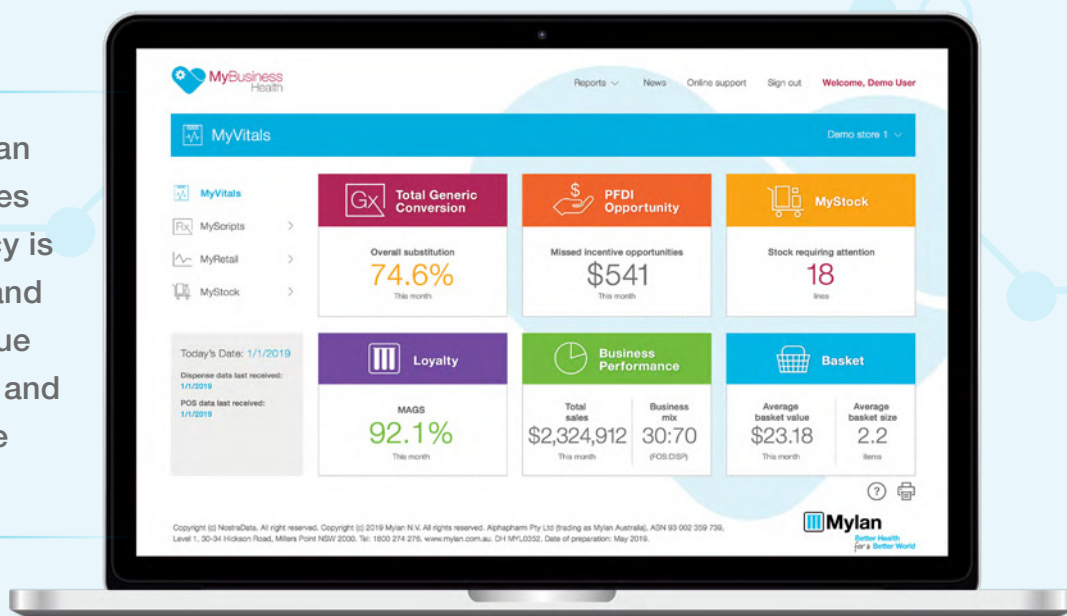 an
es
cy is
and
ue
and
e
MyBusiness
Health
Reports
News
Online support
Sign out
Welcome, Demo User
MyVitals
Demo store 1
MyVitals
MyScripts
MyRetail
MyStock
Today's Date: 1/1/2019
Dispense data last received:
1/1/2019
POS data last received:
1/1/2019
Gx
Total Generic
Conversion
Overall substitution
74.6%
This month
$
PFDI
Opportunity
Missed incentive opportunities
$541
This month
MyStock
Stock requiring attention
18
lines
Loyalty
MAGS
92.1%
This month
Business
Performance
Total
sales
$2,324,912
This month
Business
mix
30:70
(FOS:DISP)
Basket
Average
basket value
$23.18
This month
Average
basket size
2.2
items
?
Copyright (c) NostraData. All right reserved. Copyright (c) 2019 Mylan N.V. All rights reserved. Alphapharm Pty Ltd (trading as Mylan Australia), ABN 93 002 359 739,
Level 1, 30-34 Hickson Road, Millers Point NSW 2000. Tel: 1800 274 276. www.mylan.com.au. DH MYL0352. Date of preparation: May 2019.
Mylan
Better Health
for a Better World